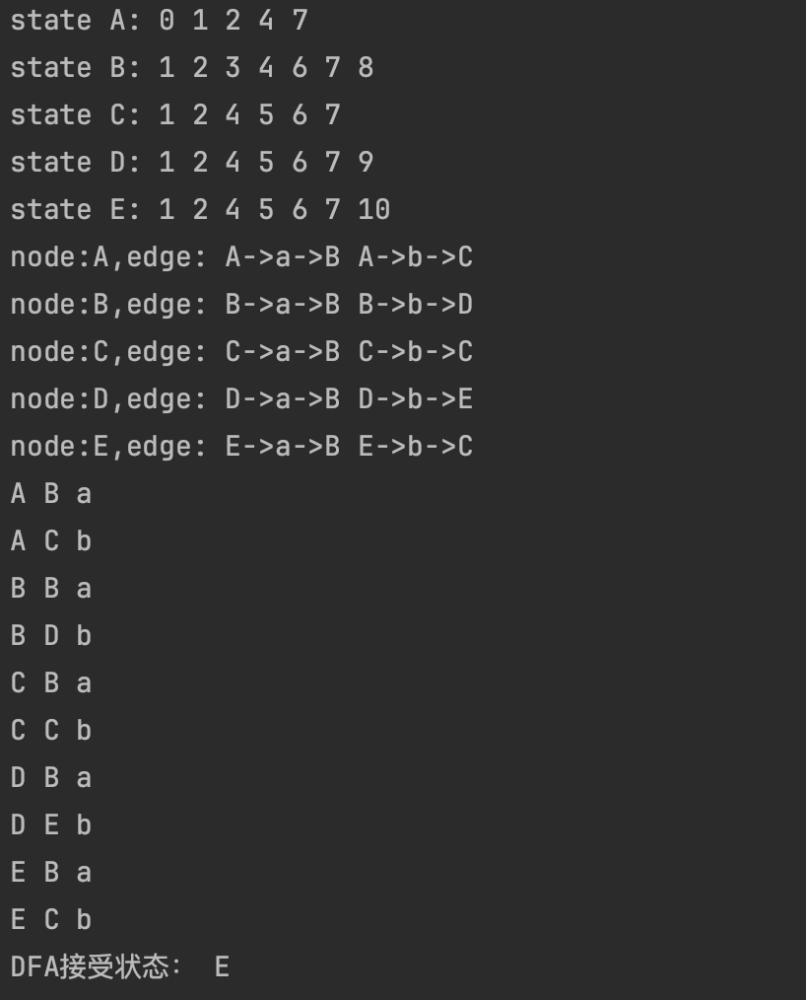 state A: 0 1 2 4 7
state B: 1 2 3 4 6 7 8
state C: 1 2 4 5 6 7
state D: 1 2 4 5 6 7 9
state E: 1 2 4 5 6 7 10
node:A,edge: A->a->B A->b->C
node:B,edge: B->a->B B->b->D
node:C,edge: C->a->B C->b->C
node:D,edge: D->a->B D->b->E
node:E,edge: E->a->B E->b->C
A B a
A C b
B B a
B D b
C B a
C C b
D B a
D E b
E B a
E C b
DFA接受状态： E